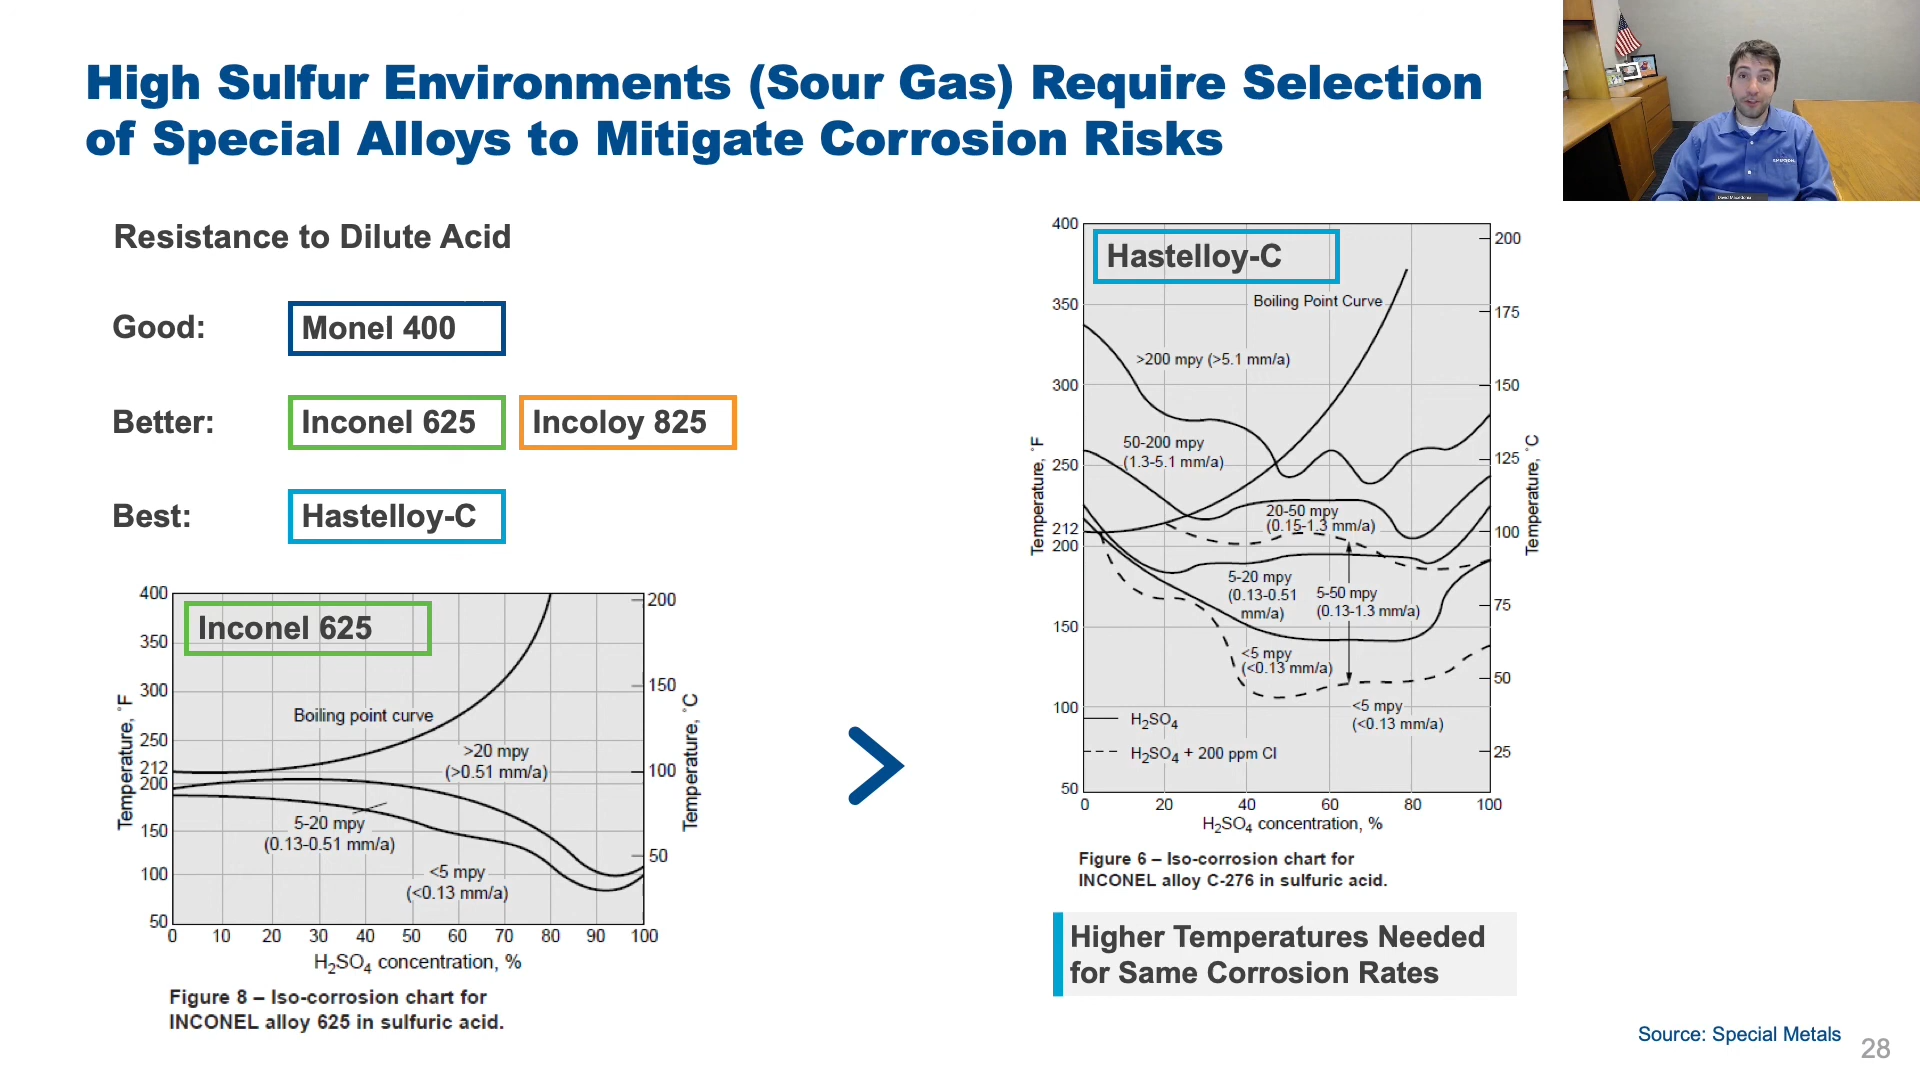 High Sulfur Environments (Sour Gas) Require Selection
of Special Alloys to Mitigate Corrosion Risks
EMERSON
Resistance to Dilute Acid
Good:
Monel 400
Better:
Inconel 625
Incoloy 825
Best:
Hastelloy-C
Inconel 625
400
350
300
250
212
200
150
100
50
Temperature, °F
200
150
100
50
Temperature, °C
Boiling point curve
>20 mpy
(>0.51 mm/a)
5-20 mpy
(0.13-0.51 mm/a)
<5 mpy
(<0.13 mm/a)
0 10 20 30 40 50 60 70 80 90 100
H₂SO₄ concentration, %
Figure 8 – Iso-corrosion chart for
INCONEL alloy 625 in sulfuric acid.
Hastelloy-C
400
350
300
250
212
200
150
100
50
Temperature, °F
200
175
150
125
100
75
50
25
Temperature, °C
Boiling Point Curve
>200 mpy (>5.1 mm/a)
50-200 mpy
(1.3-5.1 mm/a)
20-50 mpy
(0.15-1.3 mm/a)
5-20 mpy
(0.13-0.51
mm/a)
5-50 mpy
(0.13-1.3 mm/a)
<5 mpy
(<0.13 mm/a)
<5 mpy
(<0.13 mm/a)
H₂SO₄
H₂SO₄ + 200 ppm Cl
0 20 40 60 80 100
H₂SO₄ concentration, %
Figure 6 – Iso-corrosion chart for
INCONEL alloy C-276 in sulfuric acid.
Higher Temperatures Needed
for Same Corrosion Rates
Source: Special Metals
28